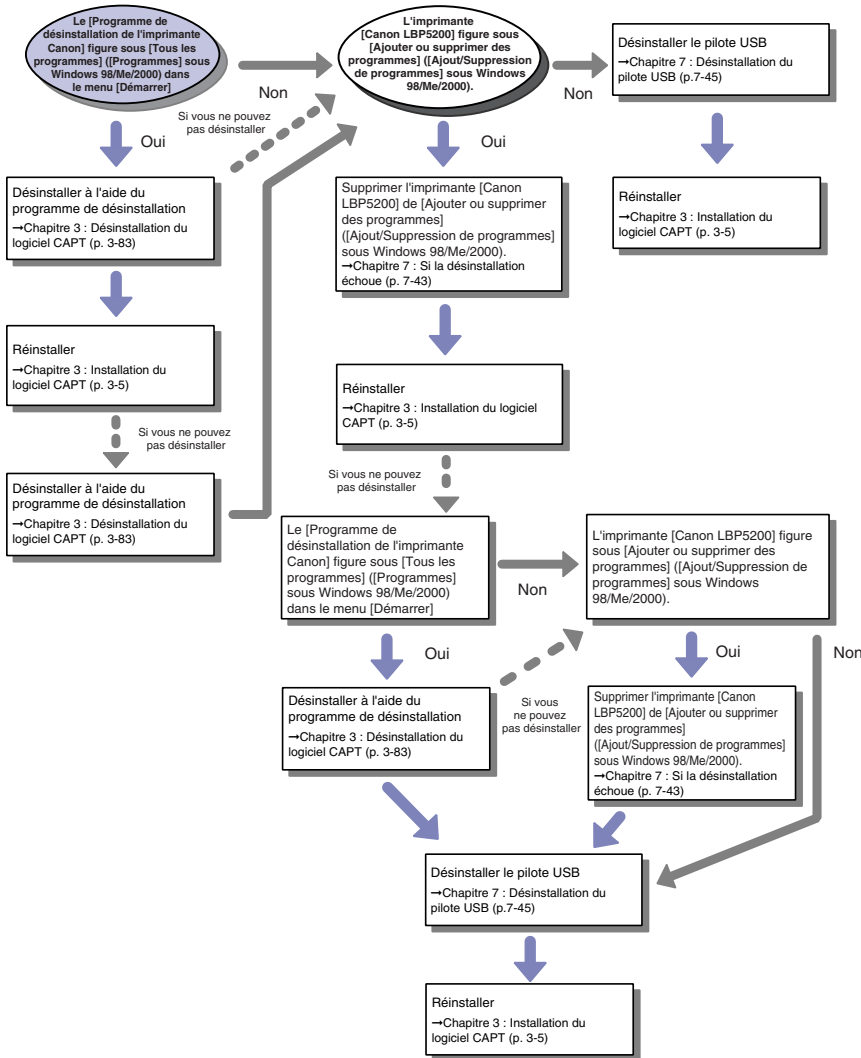 Le [Programme de
désinstallation de l'imprimante
Canon] figure sous [Tous les
programmes] ([Programmes] sous
Windows 98/Me/2000) dans
le menu [Démarrer]
Non
Si vous ne pouvez
pas désinstaller
Oui
L'imprimante
[Canon LBP5200] figure sous
[Ajouter ou supprimer des
programmes] ([Ajout/Suppression
de programmes] sous Windows
98/Me/2000).
Non
Oui
Désinstaller le pilote USB
→Chapitre 7 : Désinstallation du
pilote USB (p.7-45)
Réinstaller
→Chapitre 3 : Installation du
logiciel CAPT (p. 3-5)
Désinstaller à l'aide du
programme de désinstallation
→Chapitre 3 : Désinstallation du
logiciel CAPT (p. 3-83)
Réinstaller
→Chapitre 3 : Installation du
logiciel CAPT (p. 3-5)
Si vous ne pouvez
pas désinstaller
Désinstaller à l'aide du
programme de désinstallation
→Chapitre 3 : Désinstallation du
logiciel CAPT (p. 3-83)
Supprimer l'imprimante [Canon
LBP5200] de [Ajouter ou supprimer
des programmes]
([Ajout/Suppression de programmes]
sous Windows 98/Me/2000).
→Chapitre 7 : Si la désinstallation
échoue (p. 7-43)
Réinstaller
→Chapitre 3 : Installation du logiciel
CAPT (p. 3-5)
Si vous ne pouvez
pas désinstaller
Le [Programme de
désinstallation de l'imprimante
Canon] figure sous [Tous les
programmes] ([Programmes]
sous Windows 98/Me/2000)
dans le menu [Démarrer]
Non
Oui
L'imprimante [Canon LBP5200] figure
sous [Ajouter ou supprimer des
programmes] ([Ajout/Suppression de
programmes] sous Windows
98/Me/2000).
Oui
Non
Désinstaller à l'aide du
programme de désinstallation
→Chapitre 3 : Désinstallation du
logiciel CAPT (p. 3-83)
Si vous
ne pouvez
pas désinstaller
Supprimer l'imprimante [Canon
LBP5200] de [Ajouter ou supprimer
des programmes]
([Ajout/Suppression de programmes]
sous Windows 98/Me/2000).
→Chapitre 7 : Si la désinstallation
échoue (p. 7-43)
Désinstaller le pilote USB
→Chapitre 7 : Désinstallation du
pilote USB (p.7-45)
Réinstaller
→Chapitre 3 : Installation du
logiciel CAPT (p. 3-5)